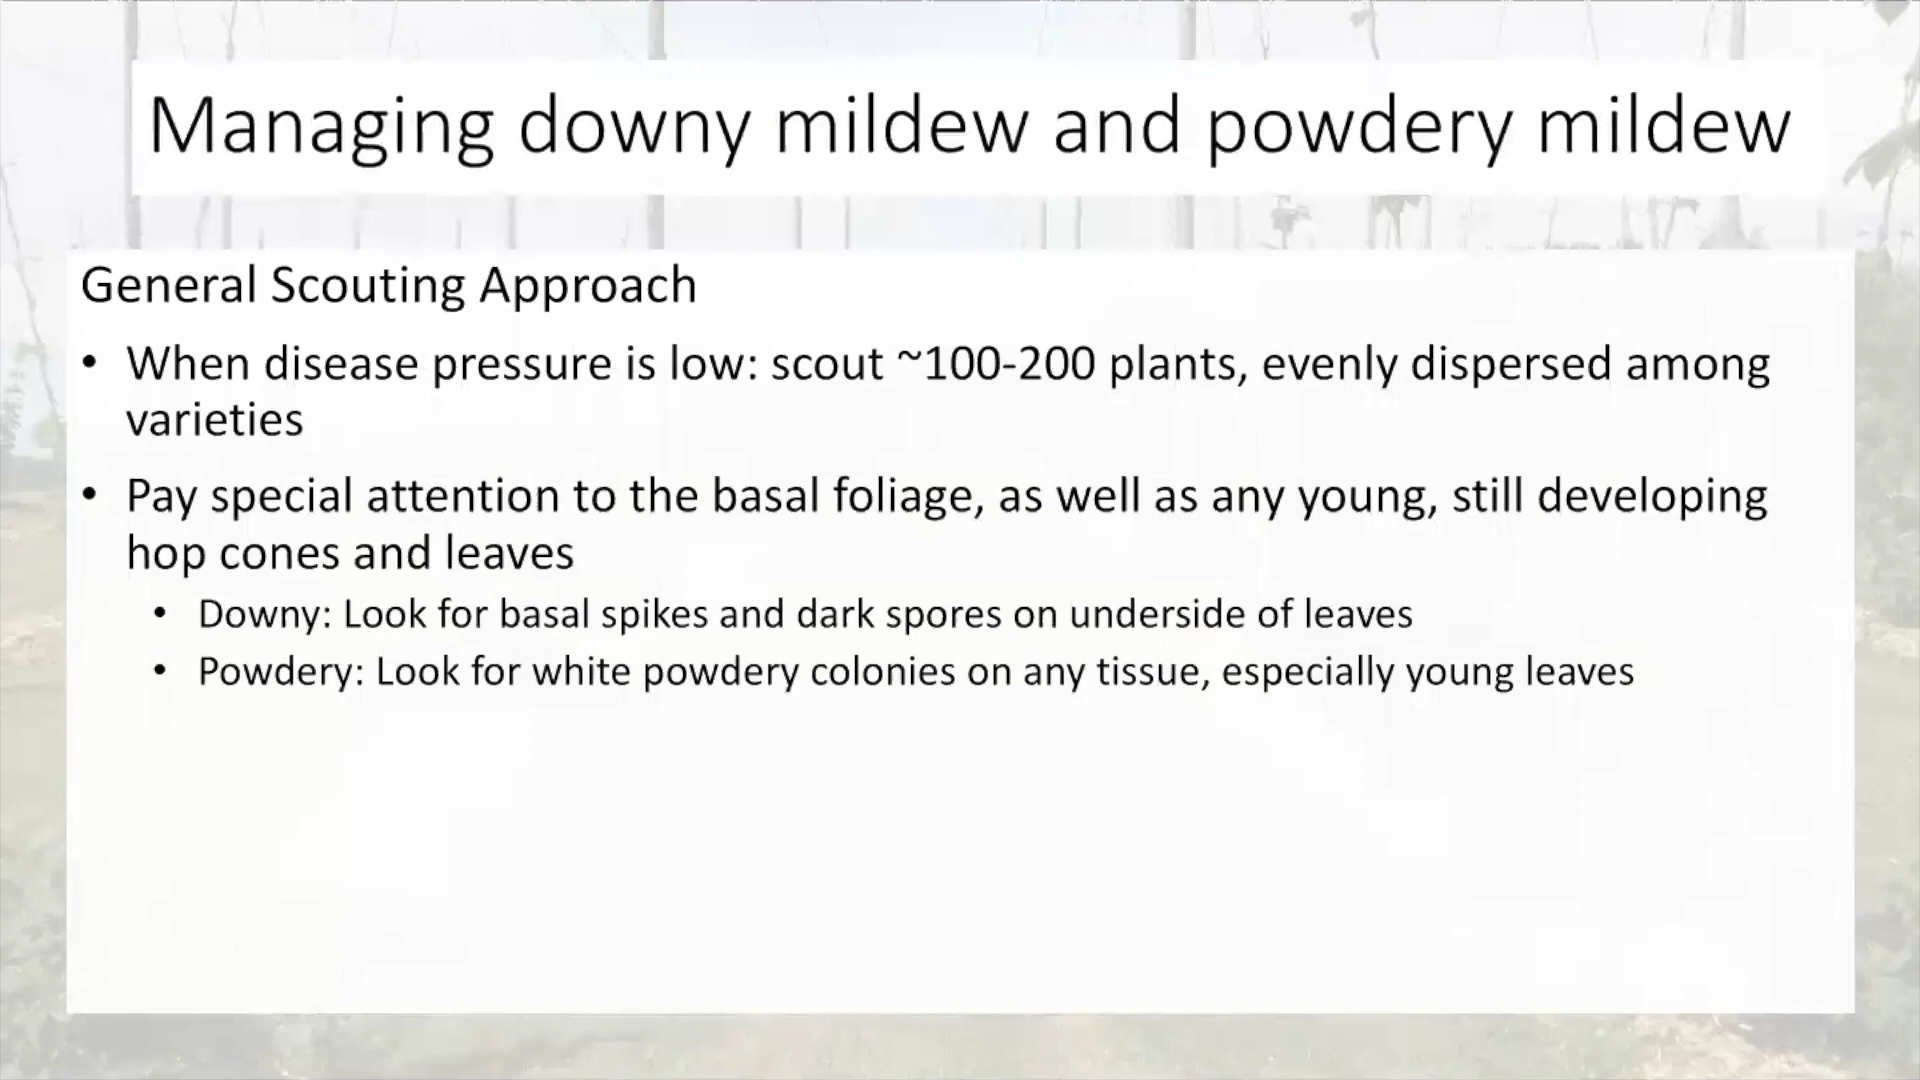 Managing downy mildew and powdery mildew
General Scouting Approach
• When disease pressure is low: scout ~100-200 plants, evenly dispersed among
varieties
• Pay special attention to the basal foliage, as well as any young, still developing
hop cones and leaves
• Downy: Look for basal spikes and dark spores on underside of leaves
• Powdery: Look for white powdery colonies on any tissue, especially young leaves